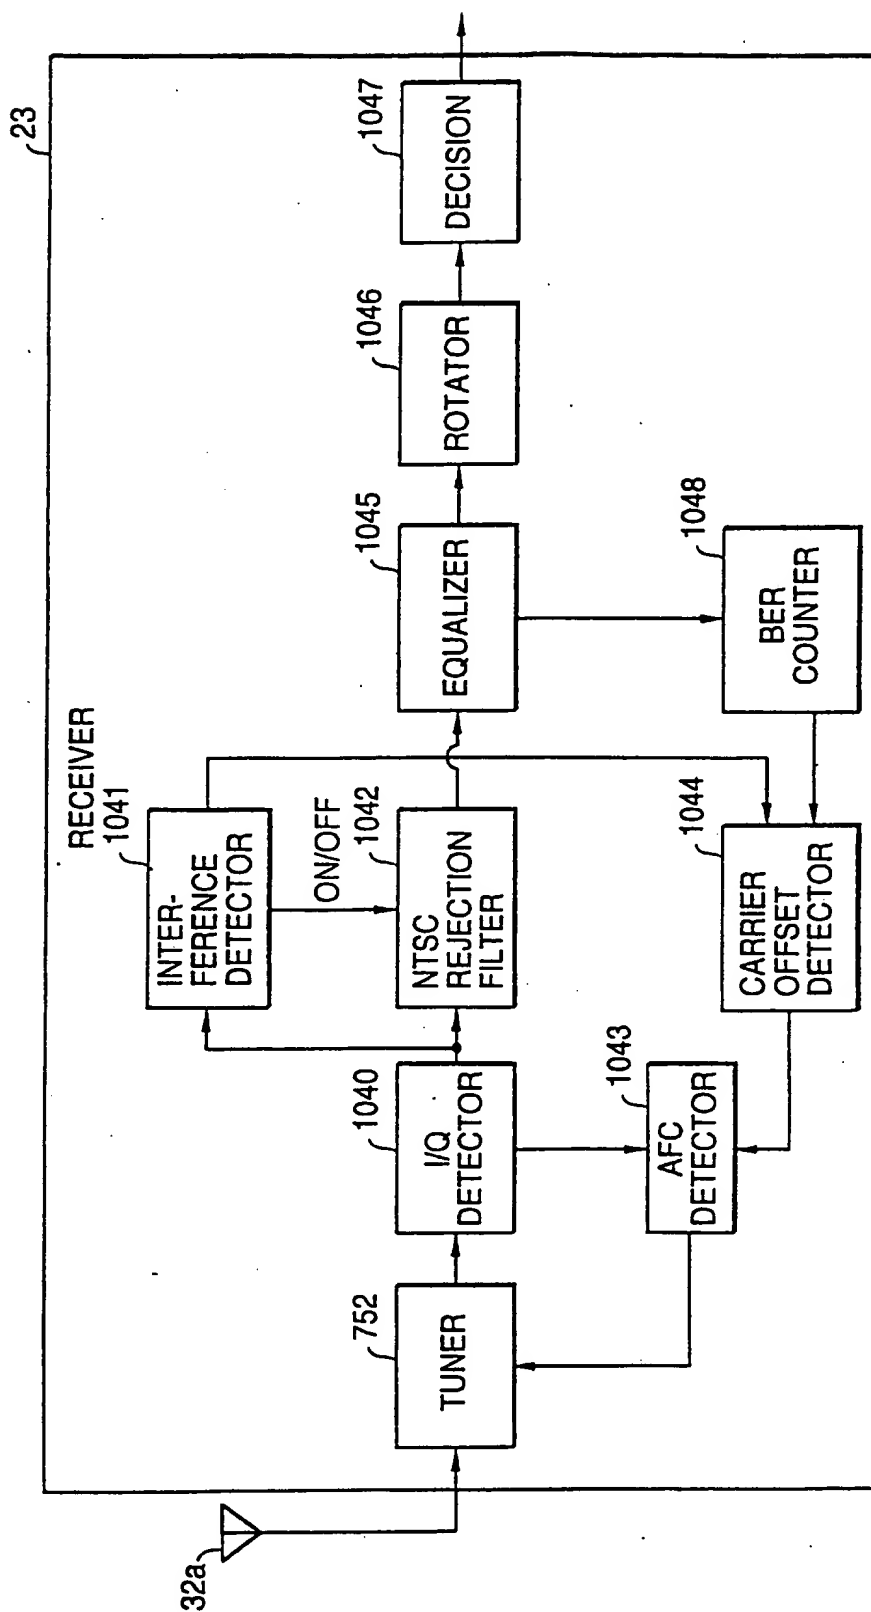 23
RECEIVER
1041
INTER-
FERENCE
DETECTOR
ON/OFF
32a
752
TUNER
1040
I/Q
DETECTOR
1042
NTSC
REJECTION
FILTER
1045
EQUALIZER
1046
ROTATOR
1047
DECISION
1043
AFC
DETECTOR
1044
CARRIER
OFFSET
DETECTOR
1048
BER
COUNTER